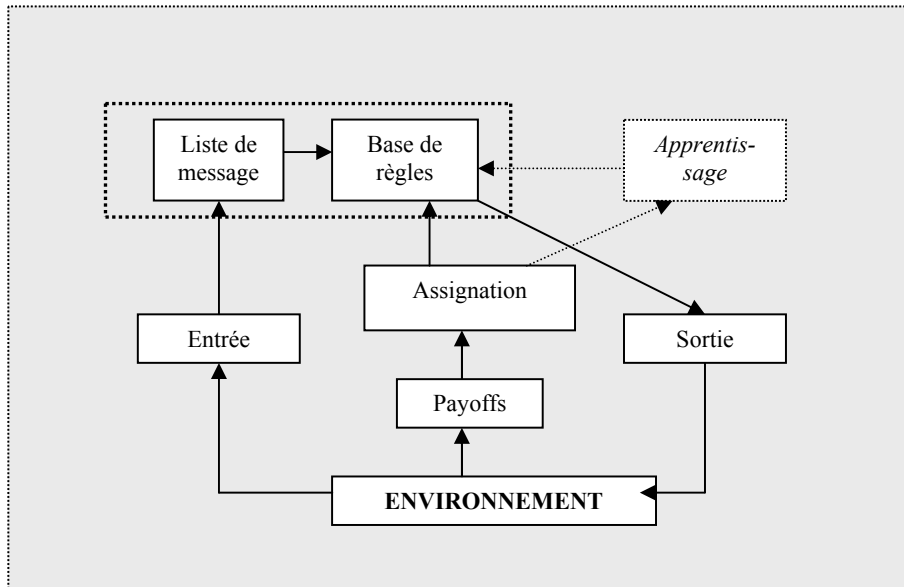 Liste de
message
Base de
règles
Apprentis-
sage
Assignation
Entrée
Sortie
Payoffs
ENVIRONNEMENT